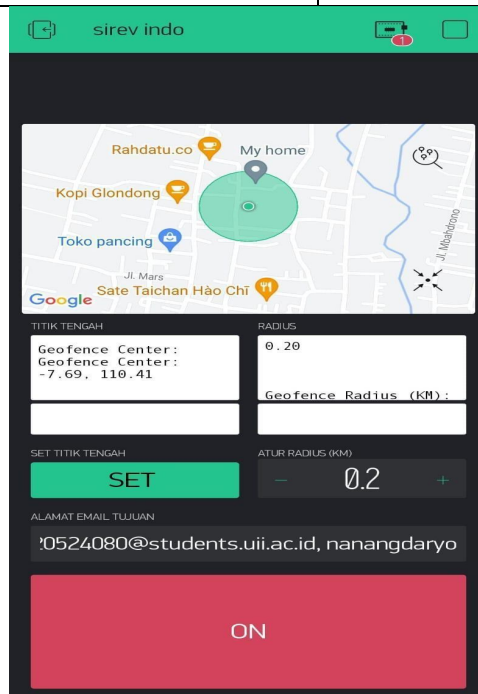 sirev indo
1
Rahdatu.co
My home
Kopi Glondong
Toko pancing
Jl. Mbahdrono
Jl. Mars
Sate Taichan Hào Chī
Google
TITIK TENGAH
RADIUS
Geofence Center:
Geofence Center:
-7.69, 110.41
0.20
Geofence Radius (KM):
SET TITIK TENGAH
ATUR RADIUS (KM)
SET
− 0.2 +
ALAMAT EMAIL TUJUAN
20524080@students.uii.ac.id, nanangdaryo
ON